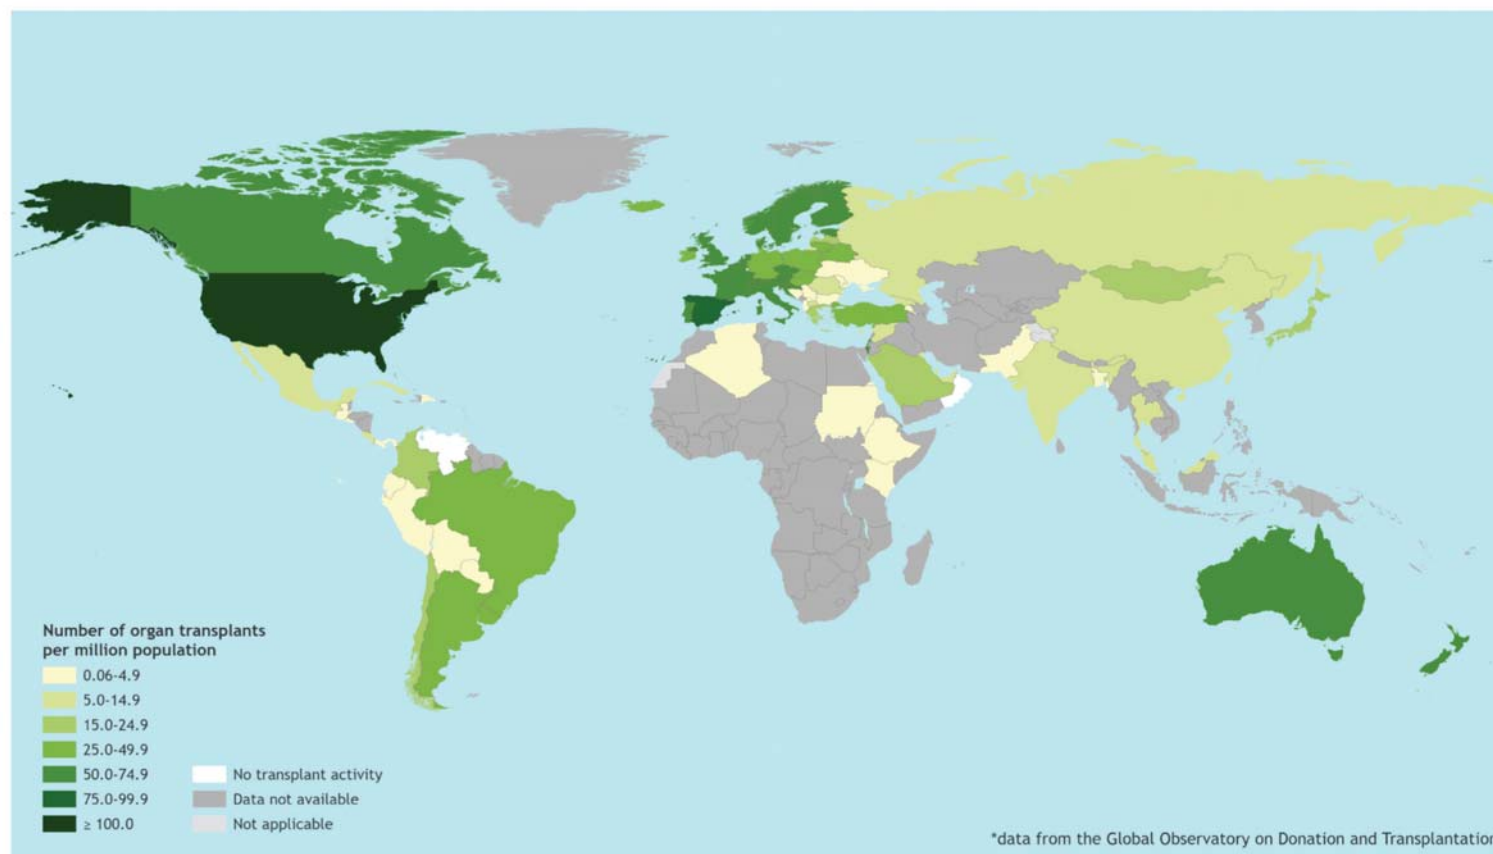 Number of organ transplants
per million population
0.06-4.9
5.0-14.9
15.0-24.9
25.0-49.9
50.0-74.9
75.0-99.9
≥ 100.0
No transplant activity
Data not available
Not applicable
*data from the Global Observatory on Donation and Transplantation